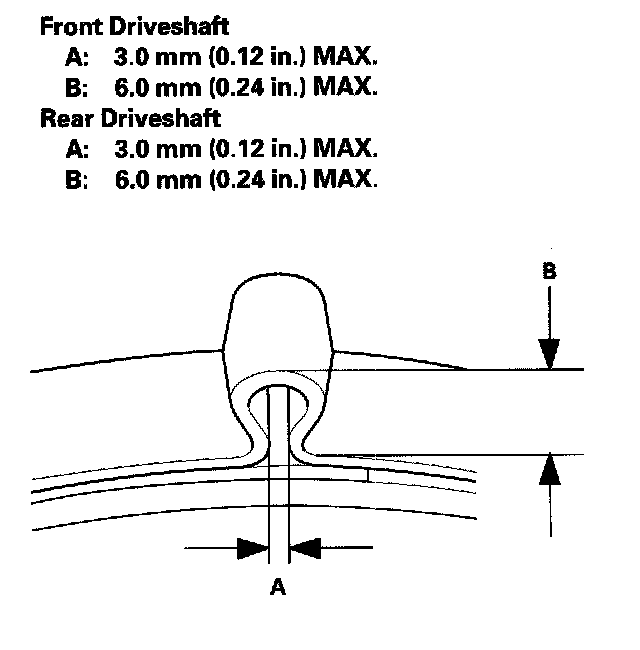 Front Driveshaft
A: 3.0 mm (0.12 in.) MAX.
B: 6.0 mm (0.24 in.) MAX.
Rear Driveshaft
A: 3.0 mm (0.12 in.) MAX.
B: 6.0 mm (0.24 in.) MAX.
B
A